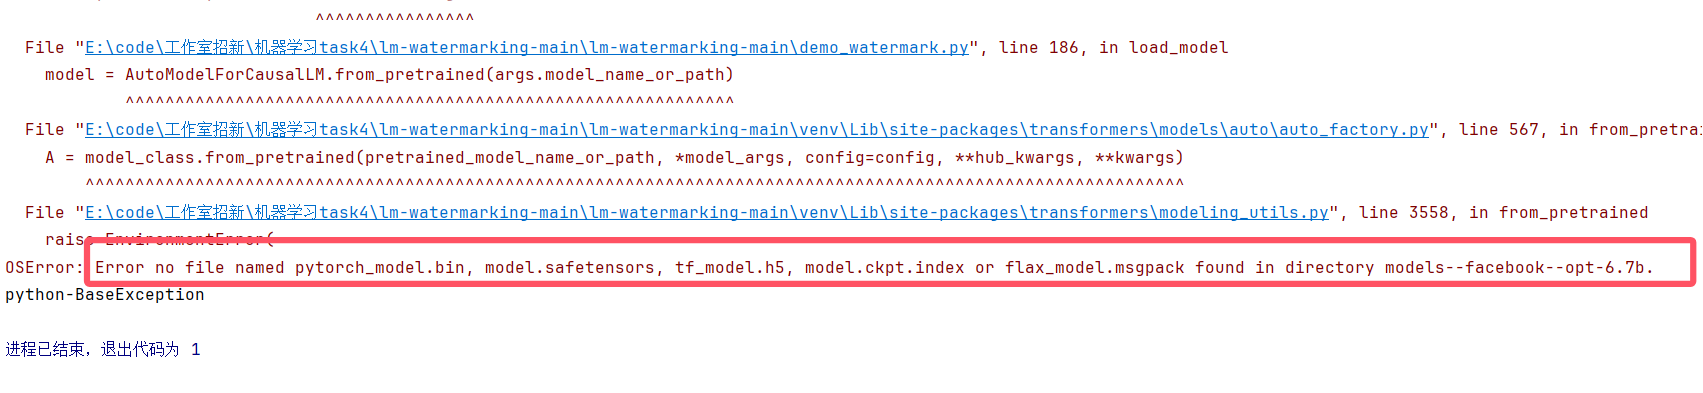 ^^^^^^^^^^^^^^^^
File "E:\code\工作室招新\机器学习task4\lm-watermarking-main\lm-watermarking-main\demo_watermark.py", line 186, in load_model
model = AutoModelForCausalLM.from_pretrained(args.model_name_or_path)
^^^^^^^^^^^^^^^^^^^^^^^^^^^^^^^^^^^^^^^^^^^^^^^^^^^^^^^^^^^^^
File "E:\code\工作室招新\机器学习task4\lm-watermarking-main\lm-watermarking-main\venv\Lib\site-packages\transformers\models\auto\auto_factory.py", line 567, in from_pretrai
A = model_class.from_pretrained(pretrained_model_name_or_path, *model_args, config=config, **hub_kwargs, **kwargs)
^^^^^^^^^^^^^^^^^^^^^^^^^^^^^^^^^^^^^^^^^^^^^^^^^^^^^^^^^^^^^^^^^^^^^^^^^^^^^^^^^^^^^^^^^^^^^^^^^^^^^^^^^^^^^^
File "E:\code\工作室招新\机器学习task4\lm-watermarking-main\lm-watermarking-main\venv\Lib\site-packages\transformers\modeling_utils.py", line 3558, in from_pretrained
raise EnvironmentError(
OSError: Error no file named pytorch_model.bin, model.safetensors, tf_model.h5, model.ckpt.index or flax_model.msgpack found in directory models--facebook--opt-6.7b.
python-BaseException
进程已结束，退出代码为 1